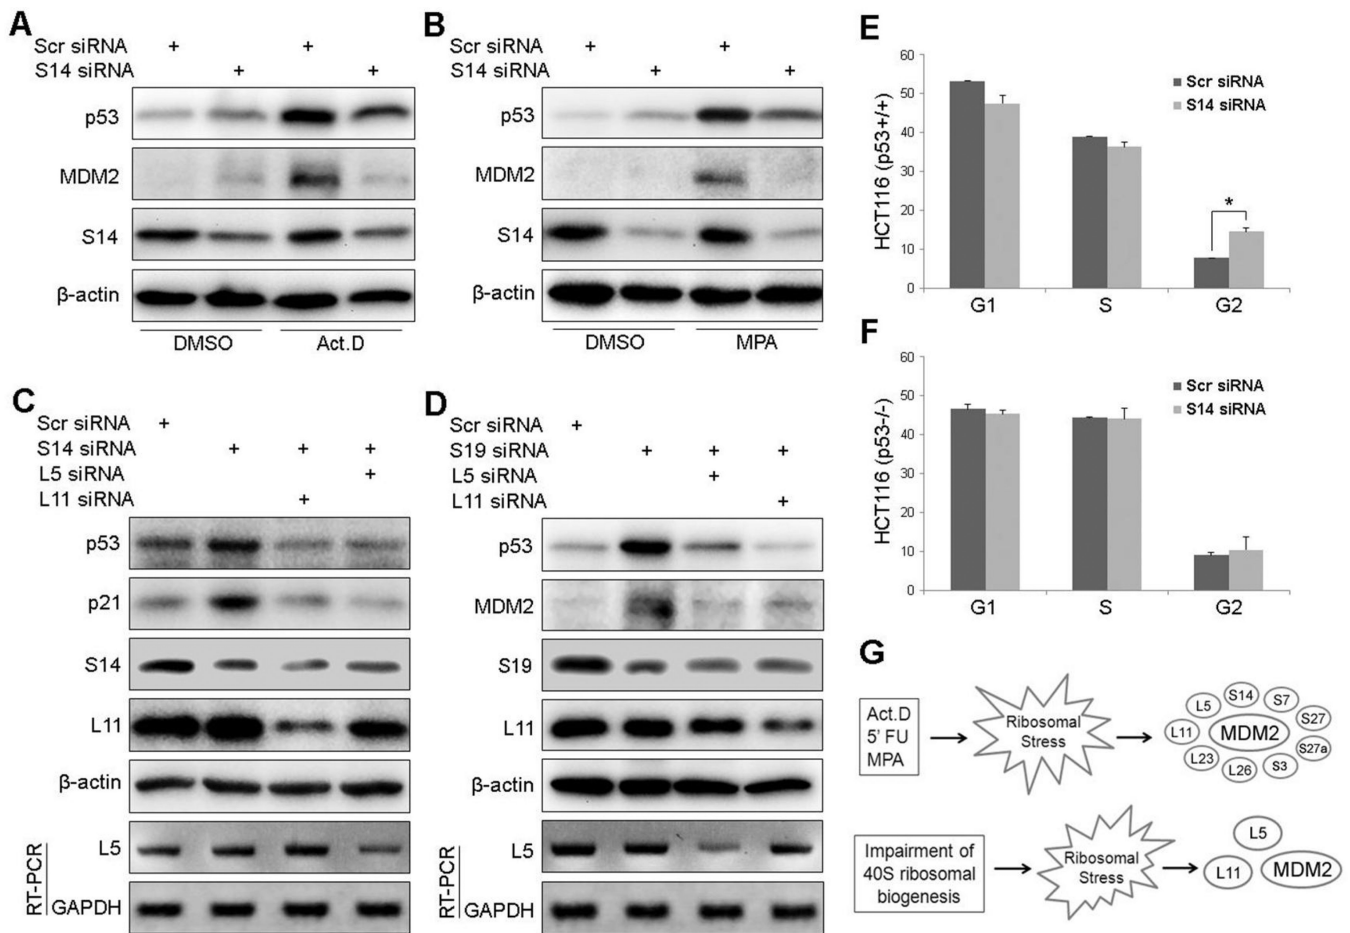 A
Scr siRNA + +
S14 siRNA + +
p53
MDM2
S14
β-actin
DMSO Act.D
B
Scr siRNA + +
S14 siRNA + +
p53
MDM2
S14
β-actin
DMSO MPA
C
Scr siRNA +
S14 siRNA + + +
L5 siRNA +
L11 siRNA +
p53
p21
S14
L11
β-actin
RT-PCR
L5
GAPDH
D
Scr siRNA +
S19 siRNA + + +
L5 siRNA +
L11 siRNA +
p53
MDM2
S19
L11
β-actin
RT-PCR
L5
GAPDH
E
HCT116 (p53+/+)
60
50
40
30
20
10
0
G1 S G2
*
Scr siRNA
S14 siRNA
F
HCT116 (p53-/-)
60
50
40
30
20
10
0
G1 S G2
Scr siRNA
S14 siRNA
G
Act.D
5' FU
MPA
Ribosomal
Stress
MDM2
L11
L5
S14
S7
S27
S27a
S3
L26
L23
Impairment of
40S ribosomal
biogenesis
Ribosomal
Stress
L5
L11
MDM2